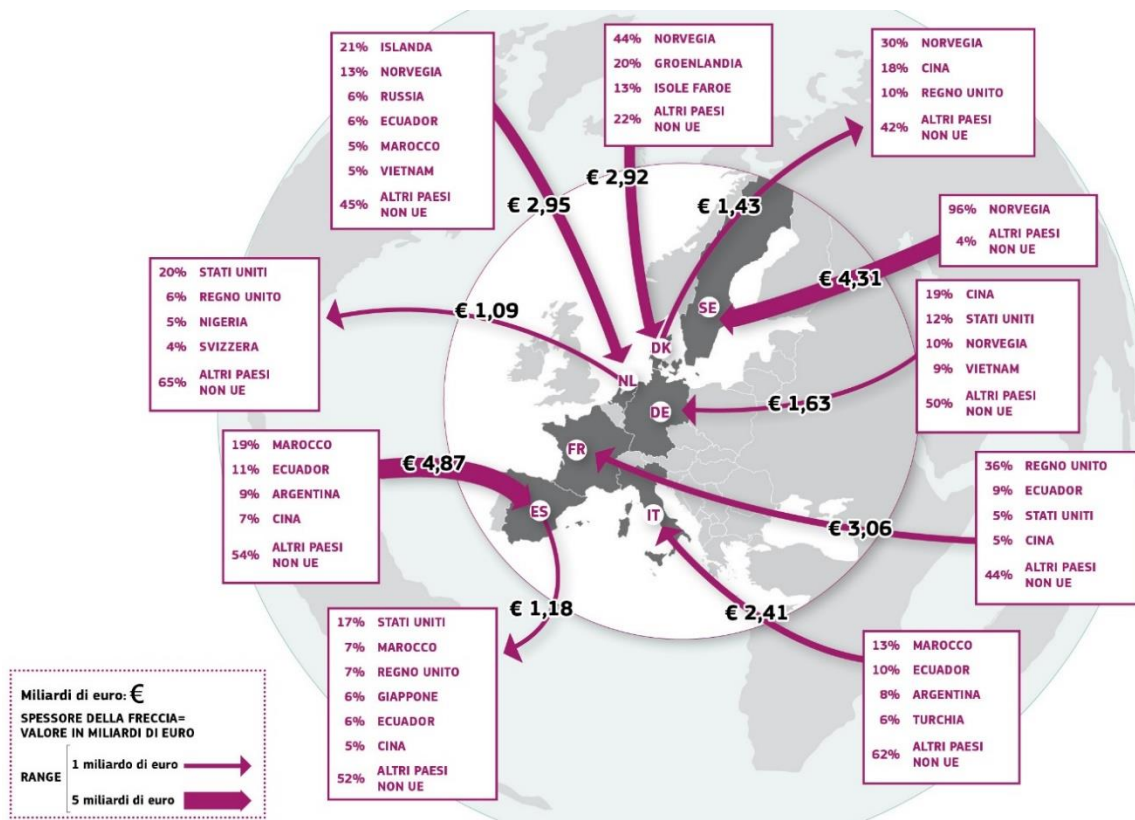 21% ISLANDA
13% NORVEGIA
6% RUSSIA
6% ECUADOR
5% MAROCCO
5% VIETNAM
45% ALTRI PAESI
NON UE
44% NORVEGIA
20% GROENLANDIA
13% ISOLE FAROE
22% ALTRI PAESI
NON UE
30% NORVEGIA
18% CINA
10% REGNO UNITO
42% ALTRI PAESI
NON UE
€ 2,95
€ 2,92
€ 1,43
96% NORVEGIA
4% ALTRI PAESI
NON UE
€ 4,31
20% STATI UNITI
6% REGNO UNITO
5% NIGERIA
4% SVIZZERA
65% ALTRI PAESI
NON UE
€ 1,09
SE
DK
NL
DE
€ 1,63
19% CINA
12% STATI UNITI
10% NORVEGIA
9% VIETNAM
50% ALTRI PAESI
NON UE
19% MAROCCO
11% ECUADOR
9% ARGENTINA
7% CINA
54% ALTRI PAESI
NON UE
€ 4,87
FR
ES
IT
€ 3,06
36% REGNO UNITO
9% ECUADOR
5% STATI UNITI
5% CINA
44% ALTRI PAESI
NON UE
€ 1,18
€ 2,41
17% STATI UNITI
7% MAROCCO
7% REGNO UNITO
6% GIAPPONE
6% ECUADOR
5% CINA
52% ALTRI PAESI
NON UE
13% MAROCCO
10% ECUADOR
8% ARGENTINA
6% TURCHIA
62% ALTRI PAESI
NON UE
Miliardi di euro: €
SPESSORE DELLA FRECCIA=
VALORE IN MILIARDI DI EURO
RANGE
1 miliardo di euro
5 miliardi di euro